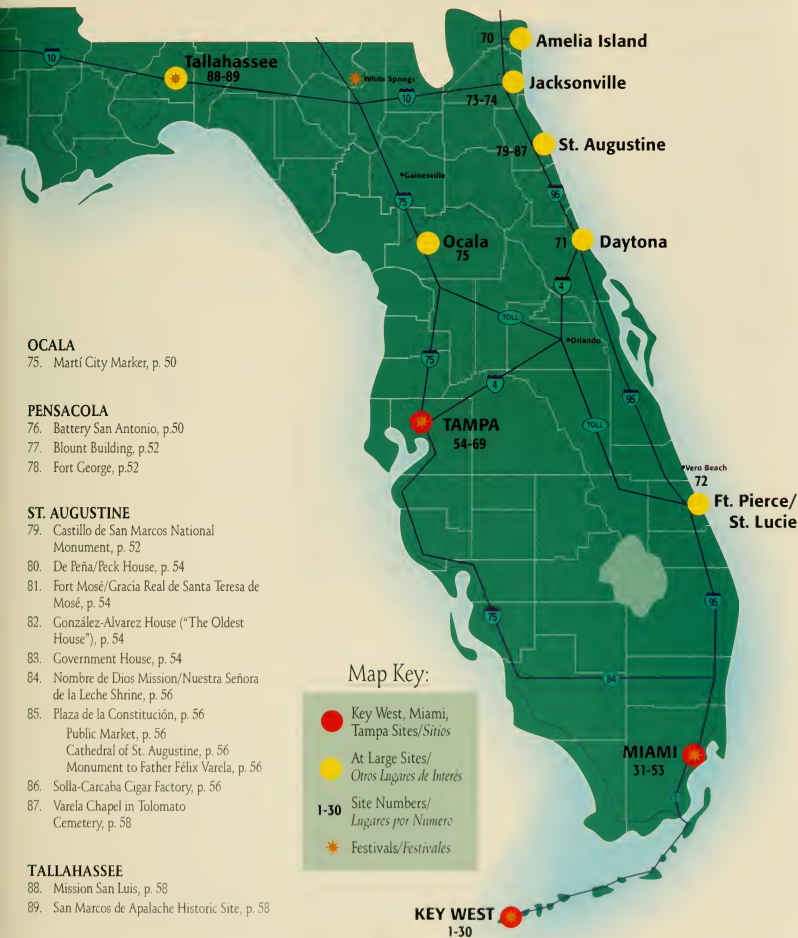 10
Tallahassee
88-89
White Springs
10
70
Amelia Island
Jacksonville
73-74
79-87
St. Augustine
Gainesville
75
95
Ocala
75
71
Daytona
4
TOLL
Orlando
75
4
95
TAMPA
54-69
TOLL
Vero Beach
72
Ft. Pierce/
St. Lucie
75
95
84
MIAMI
31-53
KEY WEST
1-30
OCALA
75. Martí City Marker, p. 50
PENSACOLA
76. Battery San Antonio, p.50
77. Blount Building, p.52
78. Fort George, p.52
ST. AUGUSTINE
79. Castillo de San Marcos National
Monument, p. 52
80. De Peña/Peck House, p. 54
81. Fort Mosé/Gracia Real de Santa Teresa de
Mosé, p. 54
82. González-Alvarez House (“The Oldest
House”), p. 54
83. Government House, p. 54
84. Nombre de Dios Mission/Nuestra Señora
de la Leche Shrine, p. 56
85. Plaza de la Constitución, p. 56
Public Market, p. 56
Cathedral of St. Augustine, p. 56
Monument to Father Félix Varela, p. 56
86. Solla-Carcaba Cigar Factory, p. 56
87. Varela Chapel in Tolomato
Cemetery, p. 58
TALLAHASSEE
88. Mission San Luis, p. 58
89. San Marcos de Apalache Historic Site, p. 58
Map Key:
Key West, Miami,
Tampa Sites/Sitios
At Large Sites/
Otros Lugares de Interés
1-30 Site Numbers/
Lugares por Numero
Festivals/Festivales